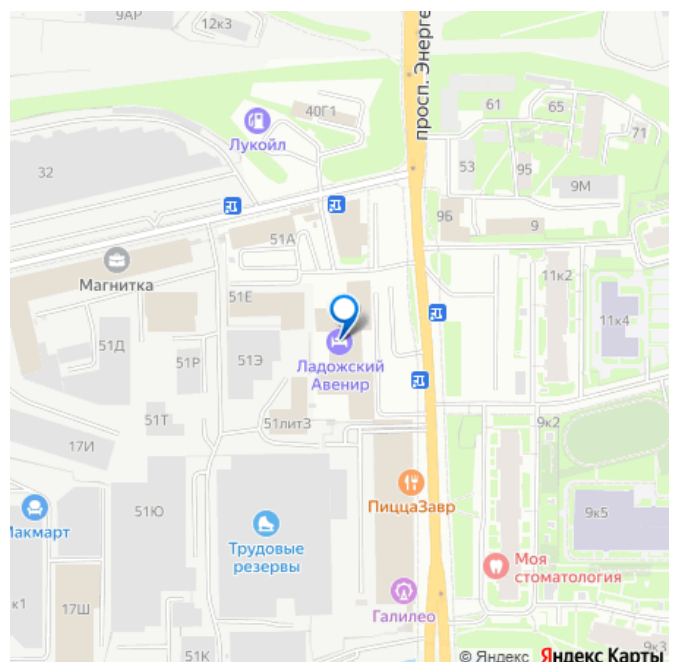 9АР
12к3
просп. Энерге
40Г1
Лукойл
61
65
71
32
53
95
9М
9Б
9
51А
Магнитка
11к2
51Е
11к4
51Д
51Р
51Э
Ладожский
Авенир
51Т
51лит3
9к2
17И
51Ю
ПиццаЗавр
9к5
Макмарт
Трудовые
резервы
Моя
стоматология
к1
17Ш
Галилео
51К
9к3
© Яндекс Яндекс Карты